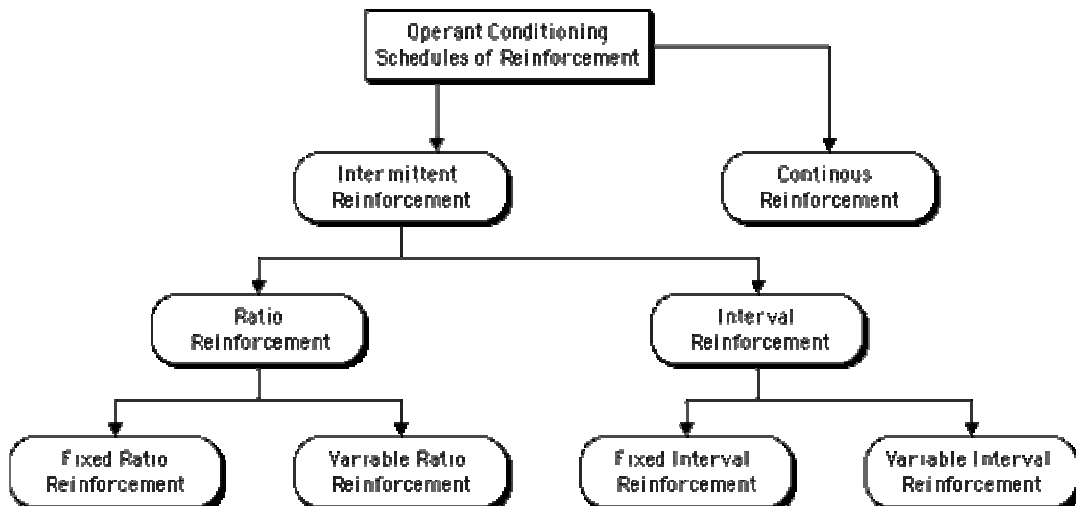 Operant Conditioning
Schedules of Reinforcement
Intermittent
Reinforcement
Continous
Reinforcement
Ratio
Reinforcement
Interval
Reinforcement
Fixed Ratio
Reinforcement
Variable Ratio
Reinforcement
Fixed Interval
Reinforcement
Variable Interval
Reinforcement